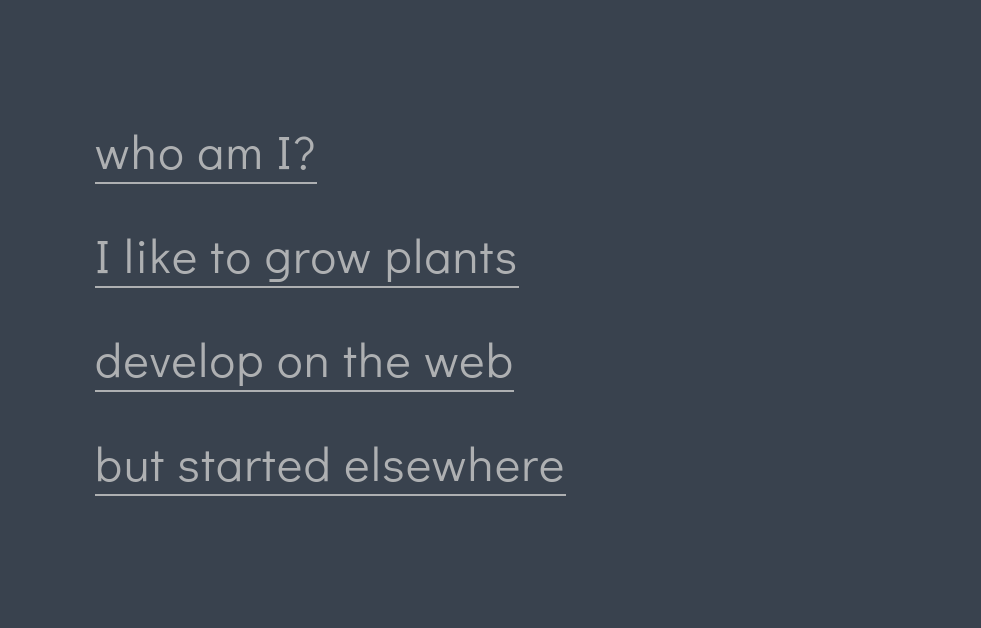 who am I?
I like to grow plants
develop on the web
but started elsewhere